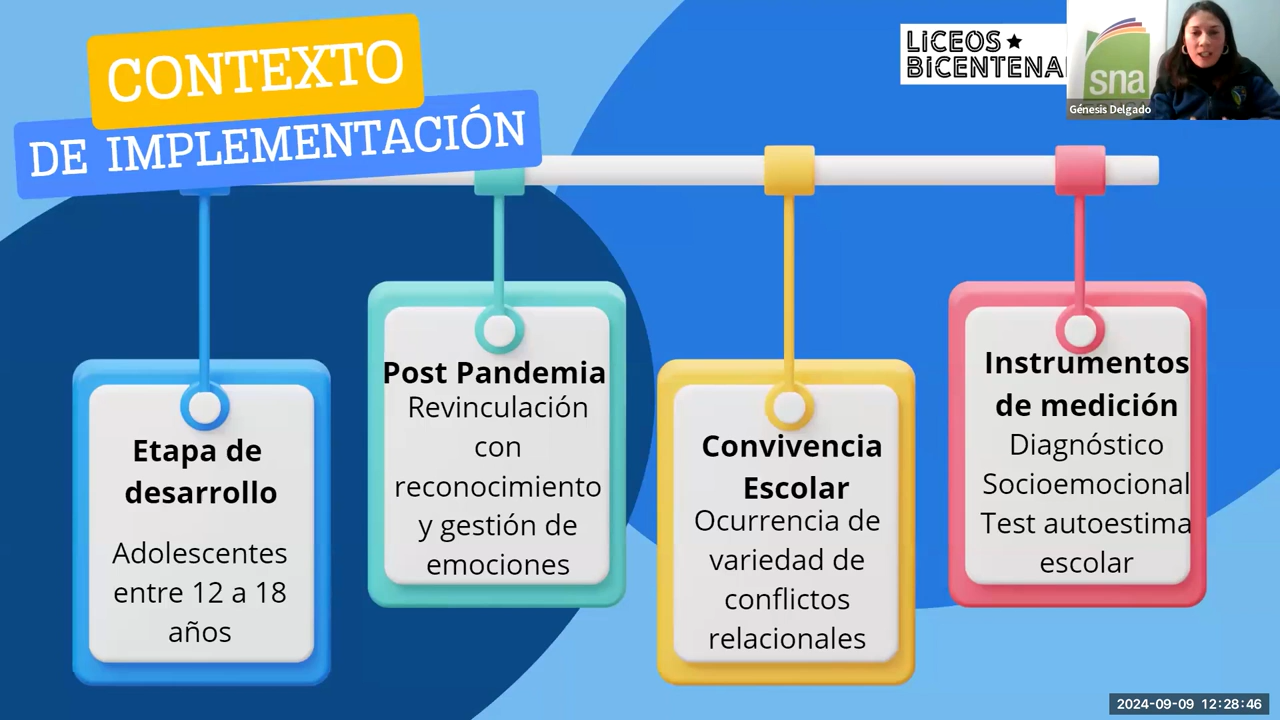 CONTEXTO
DE IMPLEMENTACIÓN
LiCEOS
BiCENTENA
sna
Génesis Delgado
Etapa de
desarrollo
Adolescentes
entre 12 a 18
años
Post Pandemia
Revinculación
con
reconocimiento
y gestión de
emociones
Convivencia
Escolar
Ocurrencia de
variedad de
conflictos
relacionales
Instrumentos
de medición
Diagnóstico
Socioemocional
Test autoestima
escolar
2024-09-09 12:28:46